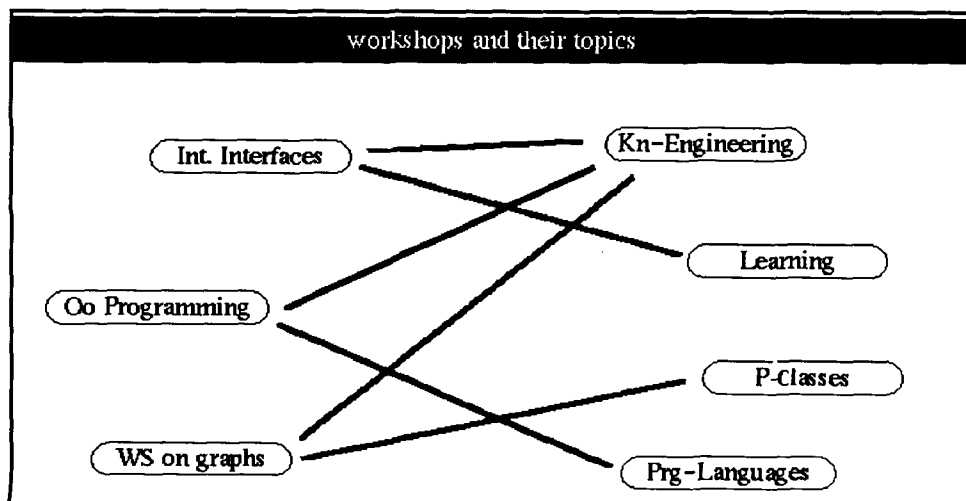 workshops and their topics
Int. Interfaces
Kn-Engineering
Learning
Oo Programming
P-Classes
WS on graphs
Prg-Languages